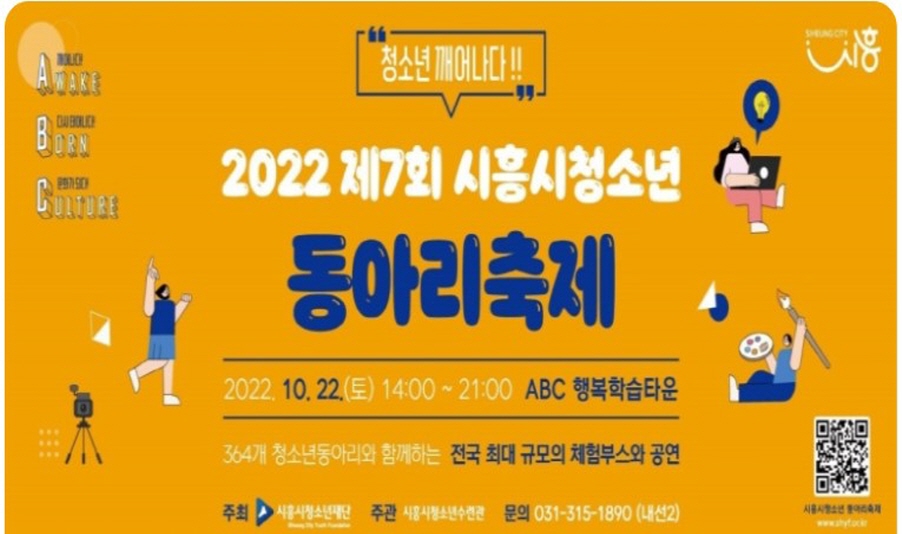 청소년 깨어나다 !!
SIHEUNG CITY
시흥
AWAKE
BORN
CULTURE
2022 제7회 시흥시청소년
동아리축제
2022. 10. 22.(토) 14:00 ~ 21:00 ABC 행복학습타운
364개 청소년동아리와 함께하는 전국 최대 규모의 체험부스와 공연
주최 시흥시청소년재단 주관 시흥시청소년수련관 문의 031-315-1890 (내선2)
Siheung City Youth Foundation
시흥시청소년 동아리축제